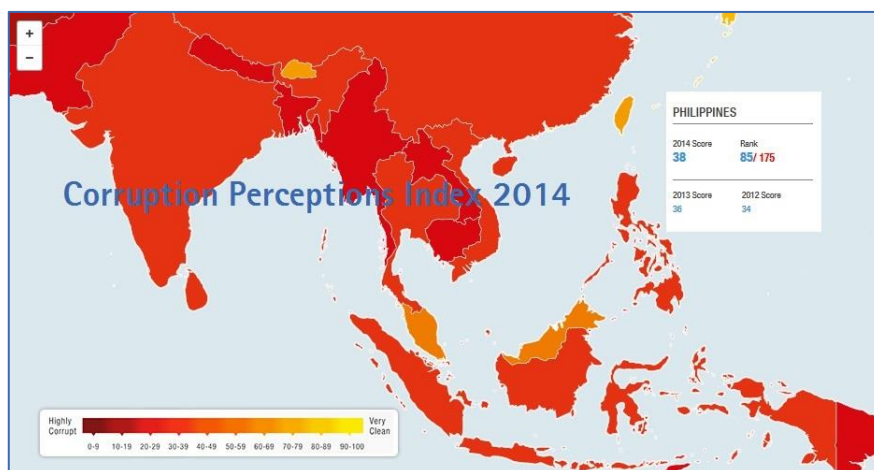 +
−
PHILIPPINES
2014 Score Rank
38 85/ 175
2013 Score 2012 Score
36 34
Corruption Perceptions Index 2014
Highly Corrupt
0-9 10-19 20-29 30-39 40-49 50-59 60-69 70-79 80-89 90-100
Very Clean